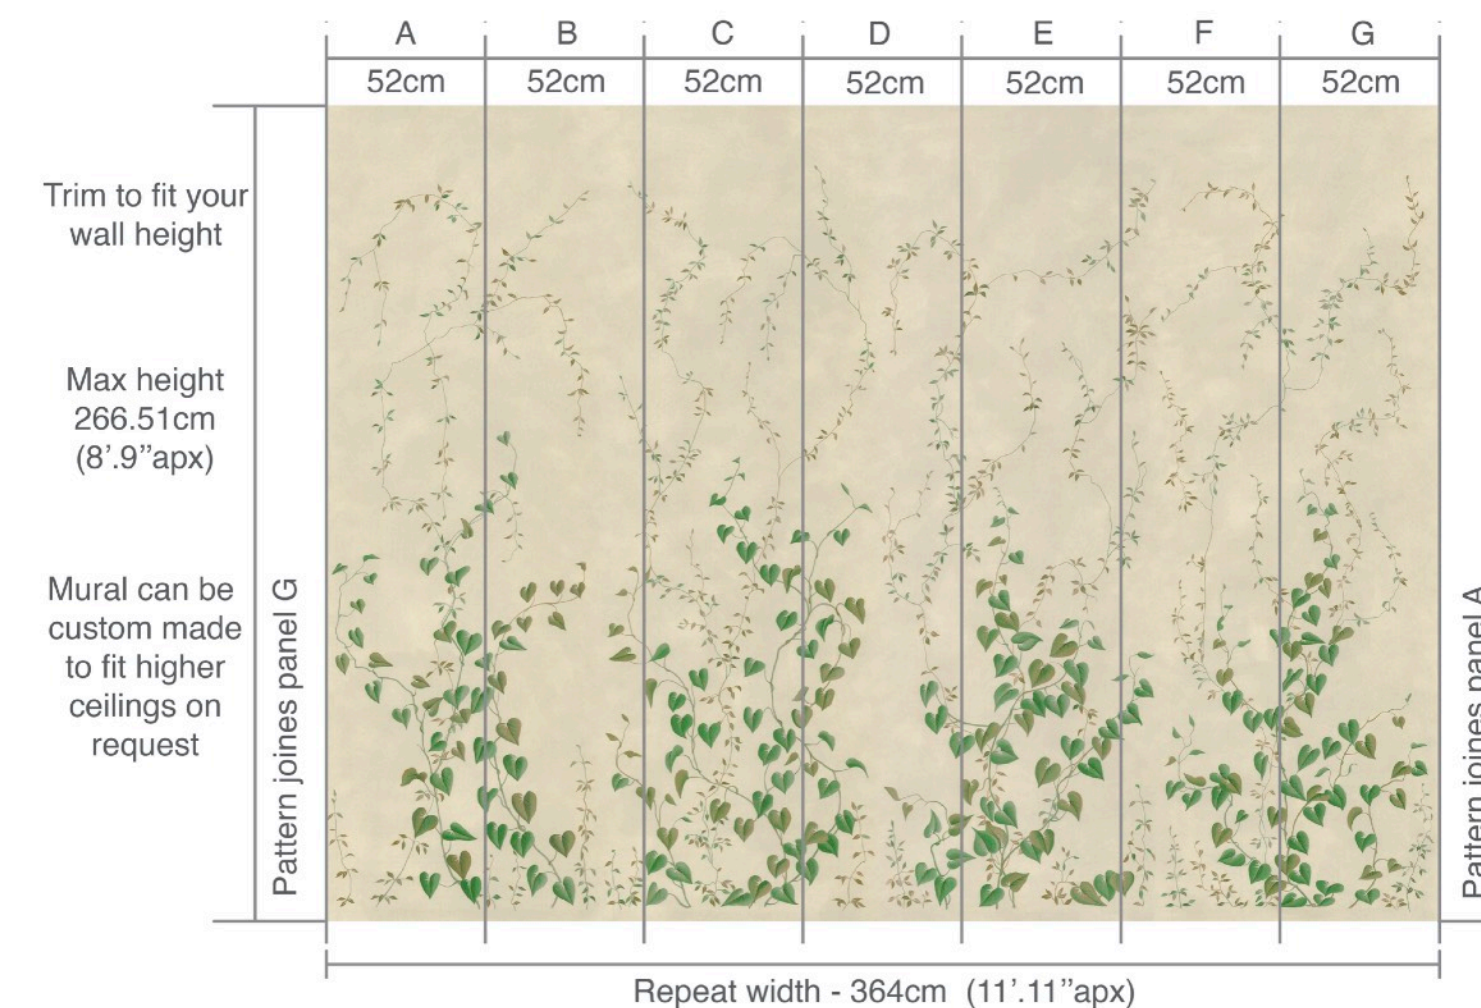 A B C D E F G
52cm 52cm 52cm 52cm 52cm 52cm 52cm
Trim to fit your
wall height
Max height
266.51cm
(8’.9’’apx)
Mural can be
custom made
to fit higher
ceilings on
request
Pattern joines panel G
Pattern joines panel A
Repeat width - 364cm (11’.11’’apx)